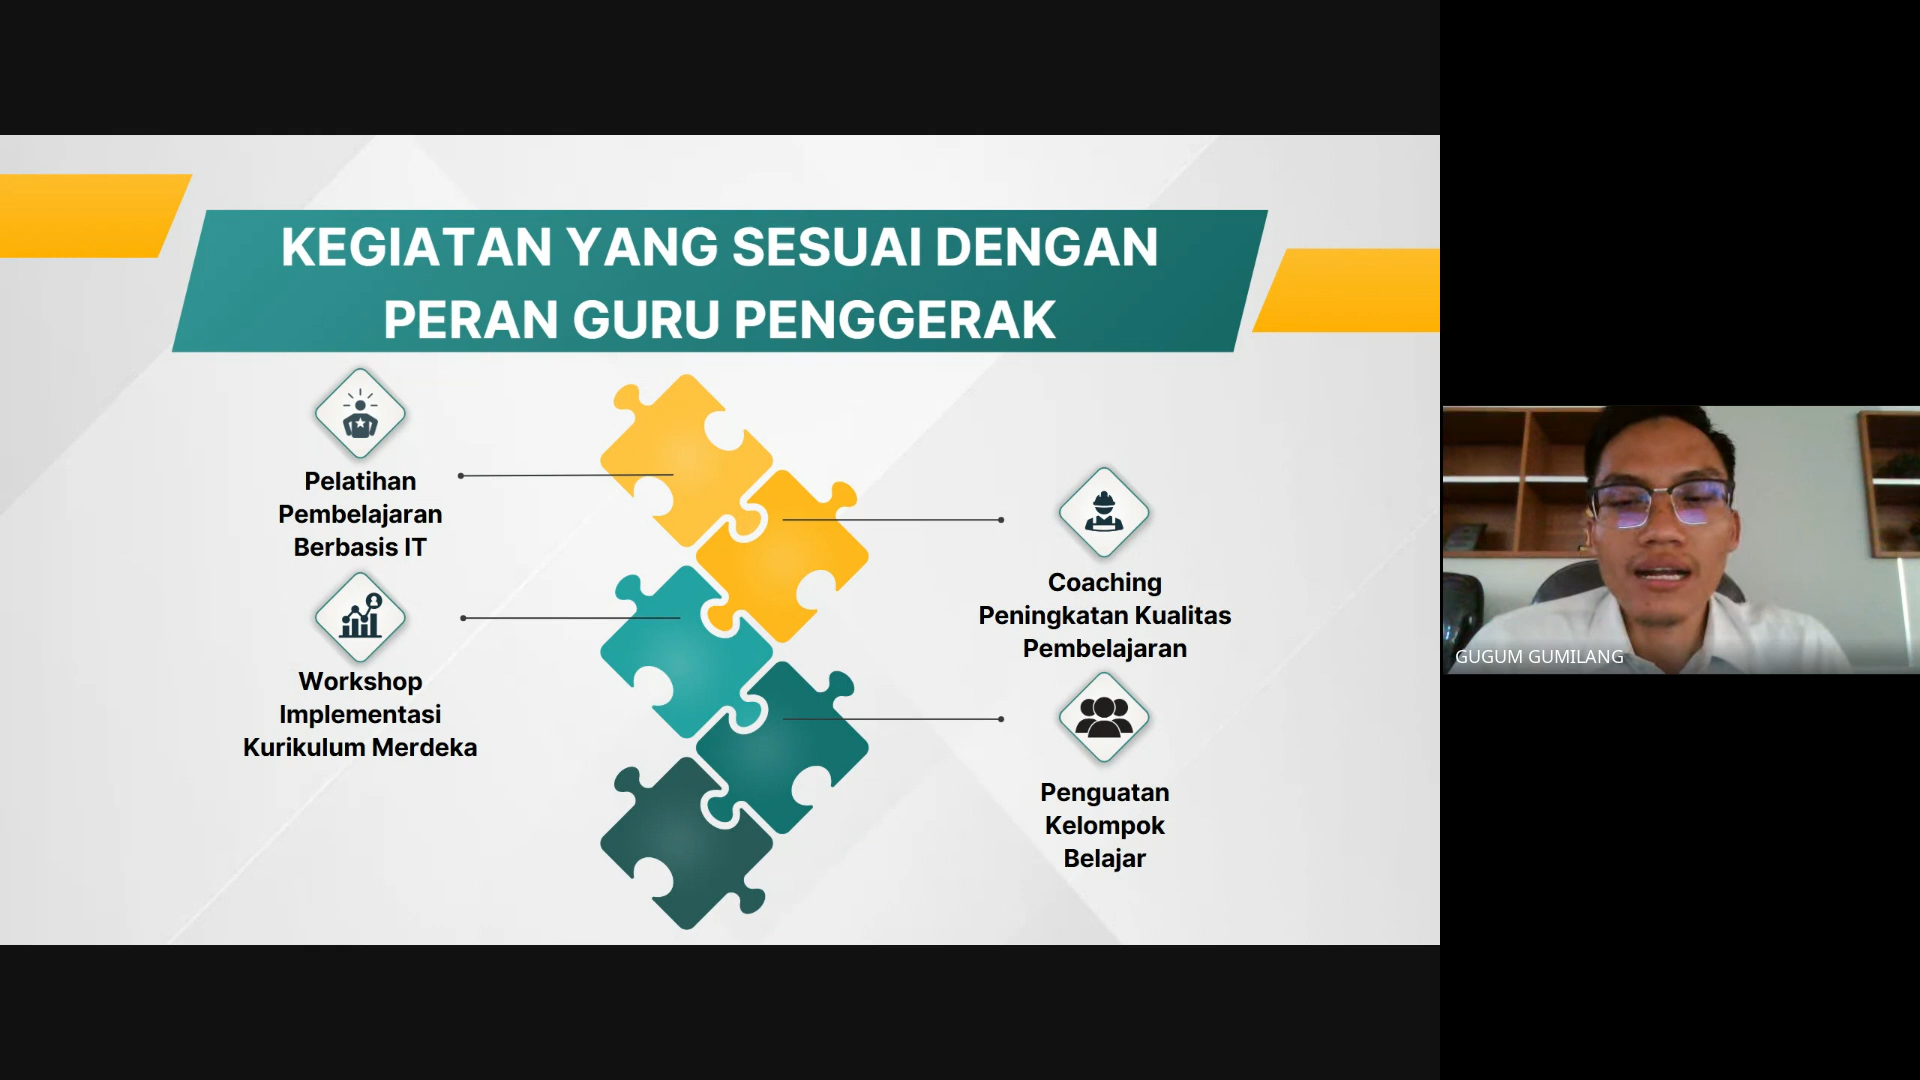 KEGIATAN YANG SESUAI DENGAN
PERAN GURU PENGGERAK
Pelatihan
Pembelajaran
Berbasis IT
Workshop
Implementasi
Kurikulum Merdeka
Coaching
Peningkatan Kualitas
Pembelajaran
Penguatan
Kelompok
Belajar
GUGUM GUMILANG